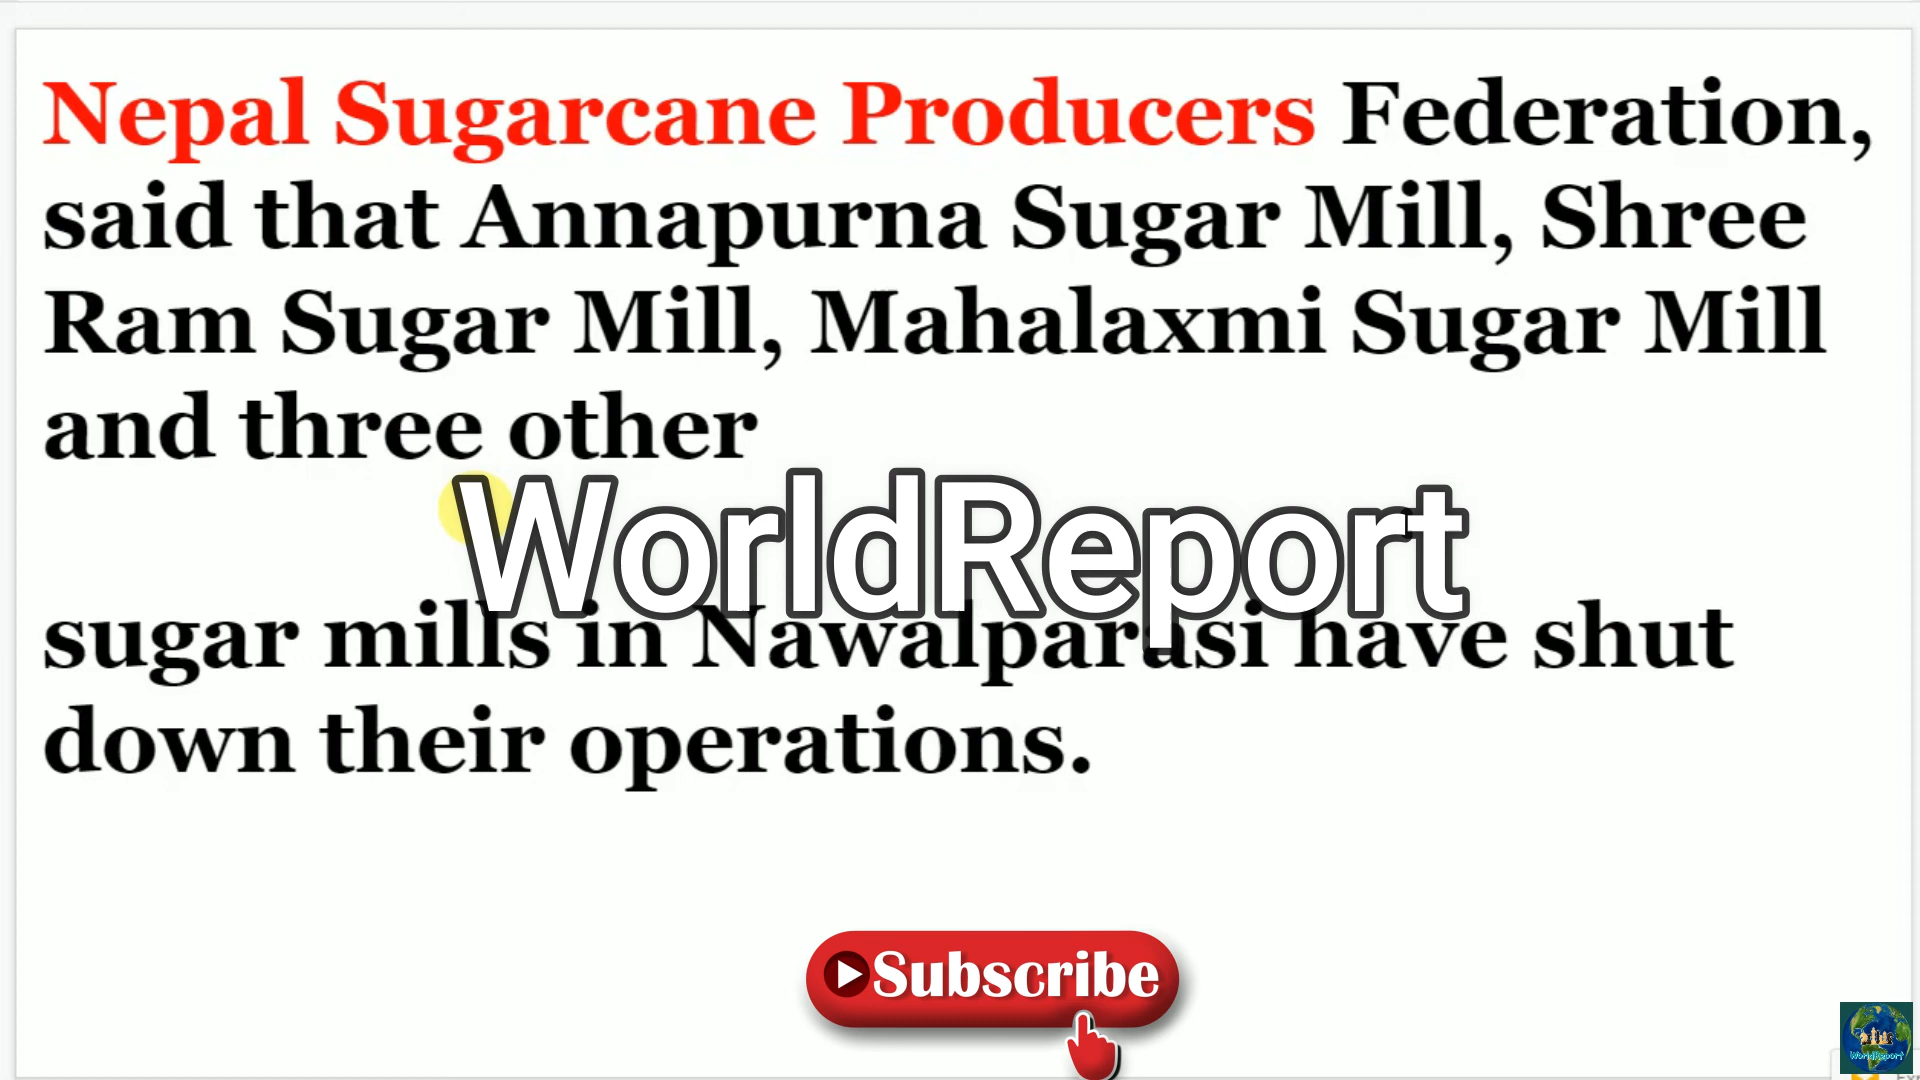 Nepal Sugarcane Producers Federation,
said that Annapurna Sugar Mill, Shree
Ram Sugar Mill, Mahalaxmi Sugar Mill
and three other
WorldReport
sugar mills in Nawalparasi have shut
down their operations.
Subscribe
WorldReport